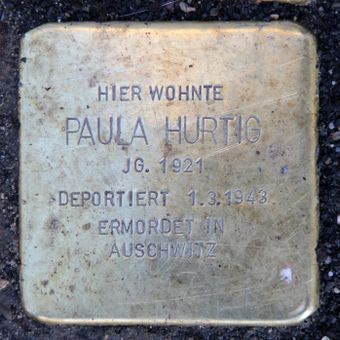 HIER WOHNTE
PAULA HURTIG
JG. 1921
DEPORTIERT 1.3.1943
ERMORDET IN
AUSCHWITZ